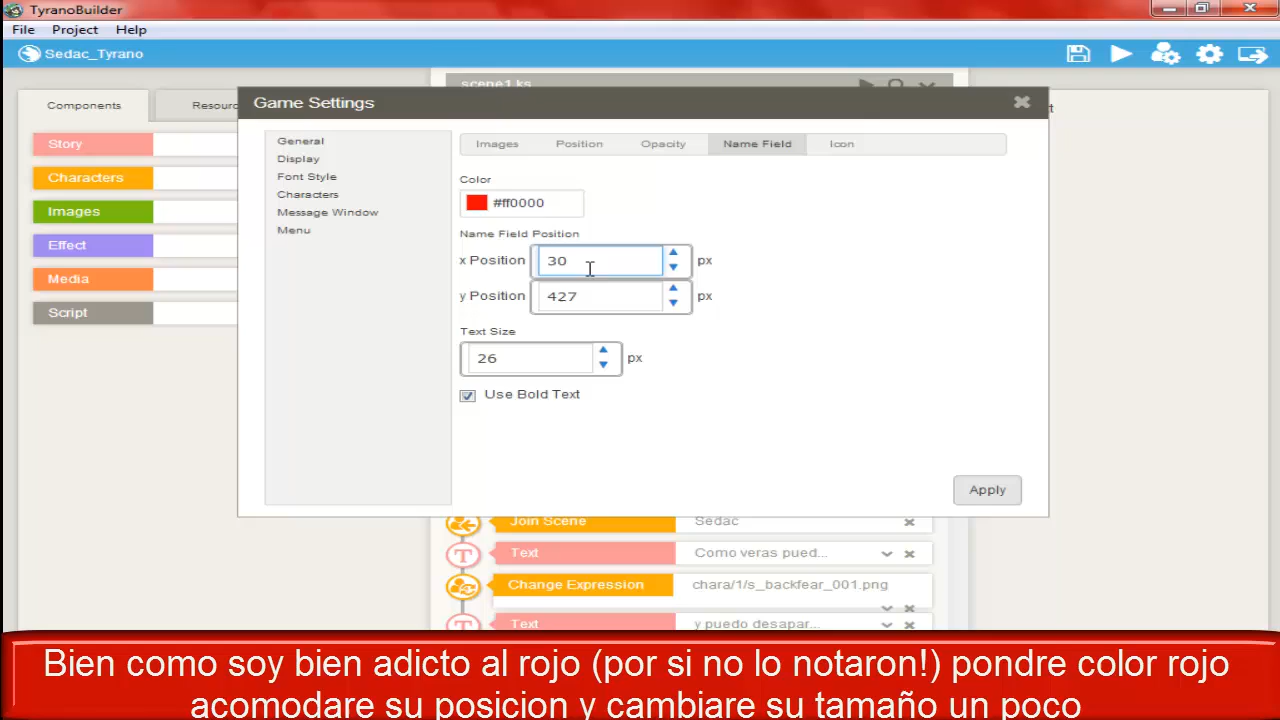 TyranoBuilder
File Project Help
Sedac_Tyrano
scene1.ks
Components
Resourc
Game Settings
Story
Characters
Images
Effect
Media
Script
General
Display
Font Style
Characters
Message Window
Menu
Images Position Opacity Name Field Icon
Color
#ff0000
Name Field Position
x Position 30 px
y Position 427 px
Text Size
26 px
Use Bold Text
Apply
Join Scene Sedac
Text Como veras pued...
Change Expression chara/1/s_backfear_001.png
Text y puedo desapar...
Bien como soy bien adicto al rojo (por si no lo notaron!) pondre color rojo
acomodare su posicion y cambiare su tamaño un poco